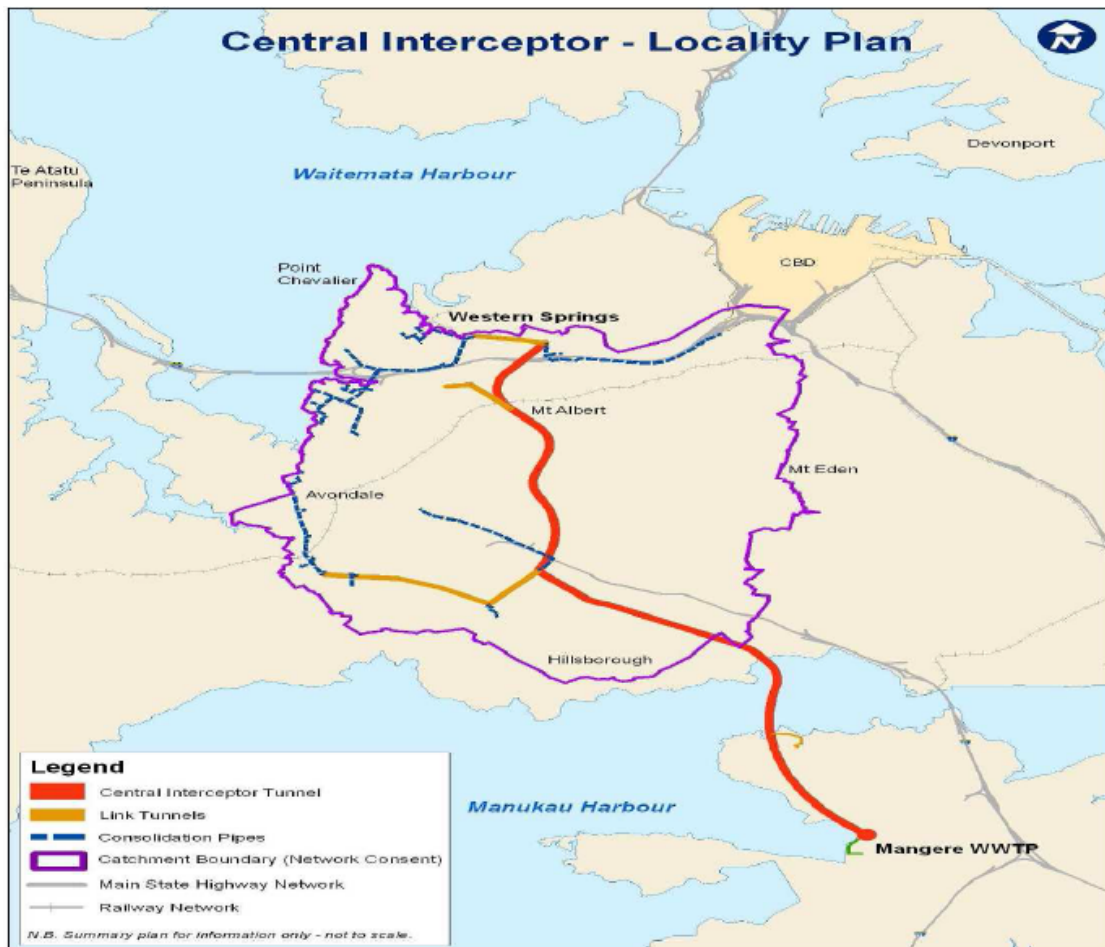 Central Interceptor - Locality Plan
N
Devonport
Te Atatu
Peninsula
Waitemata Harbour
CBD
Point
Chevalier
Western Springs
Mt Albert
Mt Eden
Avondale
Hillsborough
Legend
Central Interceptor Tunnel
Link Tunnels
Consolidation Pipes
Catchment Boundary (Network Consent)
Main State Highway Network
Railway Network
N.B. Summary plan for information only - not to scale.
Manukau Harbour
Mangere WWTP